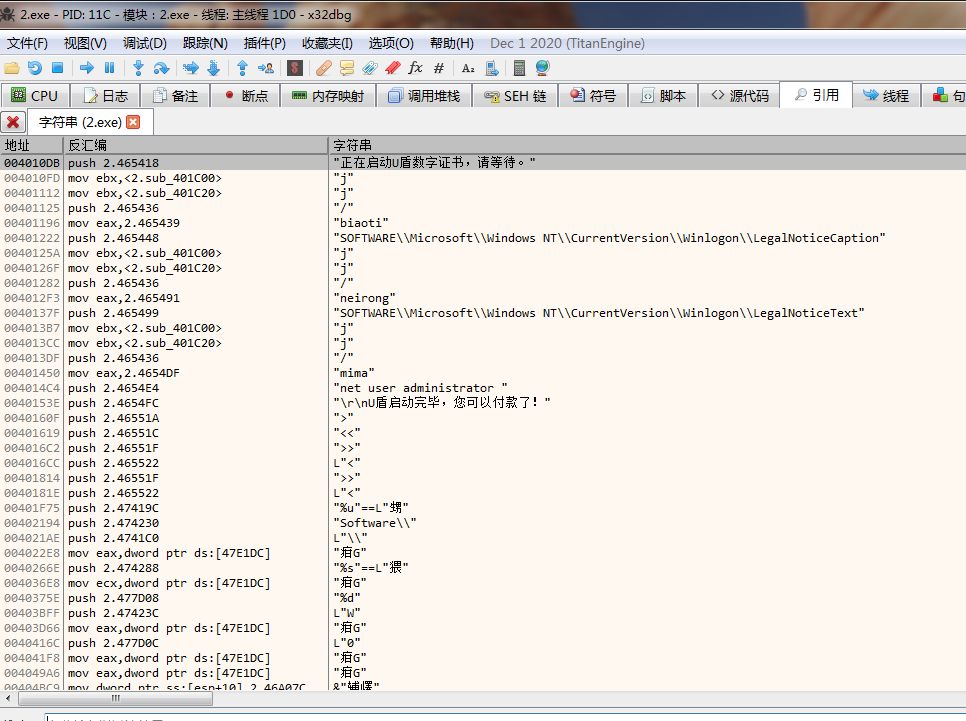 2.exe - PID: 11C - 模块：2.exe - 线程: 主线程 1D0 - x32dbg
文件(F) 视图(V) 调试(D) 跟踪(N) 插件(P) 收藏夹(I) 选项(O) 帮助(H) Dec 1 2020 (TitanEngine)
CPU 日志 备注 断点 内存映射 调用堆栈 SEH 链 符号 脚本 源代码 引用 线程 句
字符串 (2.exe)
地址 反汇编 字符串
004010DB push 2.465418 "正在启动U盾数字证书，请等待。"
004010FD mov ebx,<2.sub_401C00> "j"
00401112 mov ebx,<2.sub_401C20> "j"
00401125 push 2.465436 "/"
00401196 mov eax,2.465439 "biaoti"
00401222 push 2.465448 "SOFTWARE\\Microsoft\\Windows NT\\CurrentVersion\\Winlogon\\LegalNoticeCaption"
0040125A mov ebx,<2.sub_401C00> "j"
0040126F mov ebx,<2.sub_401C20> "j"
00401282 push 2.465436 "/"
004012F3 mov eax,2.465491 "neirong"
0040137F push 2.465499 "SOFTWARE\\Microsoft\\Windows NT\\CurrentVersion\\Winlogon\\LegalNoticeText"
004013B7 mov ebx,<2.sub_401C00> "j"
004013CC mov ebx,<2.sub_401C20> "j"
004013DF push 2.465436 "/"
00401450 mov eax,2.4654DF "mima"
004014C4 push 2.4654E4 "net user administrator "
0040153E push 2.4654FC "\r\nU盾启动完毕，您可以付款了！"
0040160F push 2.46551A ">"
00401619 push 2.46551C "<<"
004016C2 push 2.46551F ">>"
004016CC push 2.465522 L"<"
00401814 push 2.46551F ">>"
0040181E push 2.465522 L"<"
00401F75 push 2.47419C "%u"==L"甥"
00402194 push 2.474230 "Software\\"
004021AE push 2.4741C0 L"\\"
004022E8 mov eax,dword ptr ds:[47E1DC] "疳G"
0040266E push 2.474288 "%s"==L"猥"
004036E8 mov ecx,dword ptr ds:[47E1DC] "疳G"
0040375E push 2.477D08 "%d"
00403BFF push 2.47423C L"W"
00403D66 mov eax,dword ptr ds:[47E1DC] "疳G"
0040416C push 2.477D0C L"0"
004041F8 mov eax,dword ptr ds:[47E1DC] "疳G"
004049A6 mov eax,dword ptr ds:[47E1DC] "疳G"
00404BC9 mov dword ptr ss:[esp+10],2.46A07C